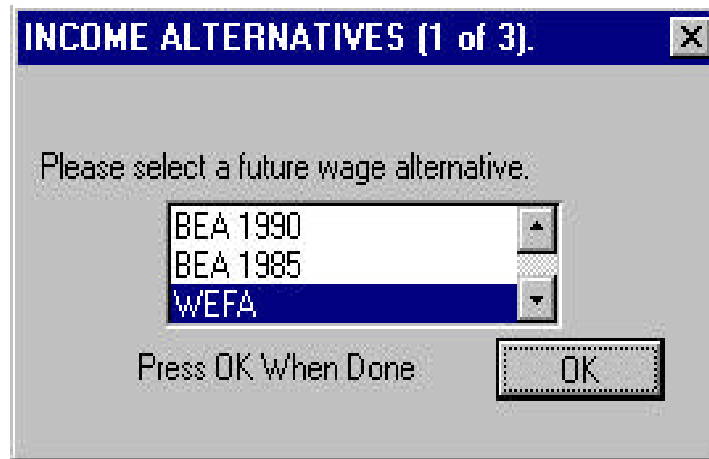 INCOME ALTERNATIVES (1 of 3).
Please select a future wage alternative.
BEA 1990
BEA 1985
WEFA
Press OK When Done
OK